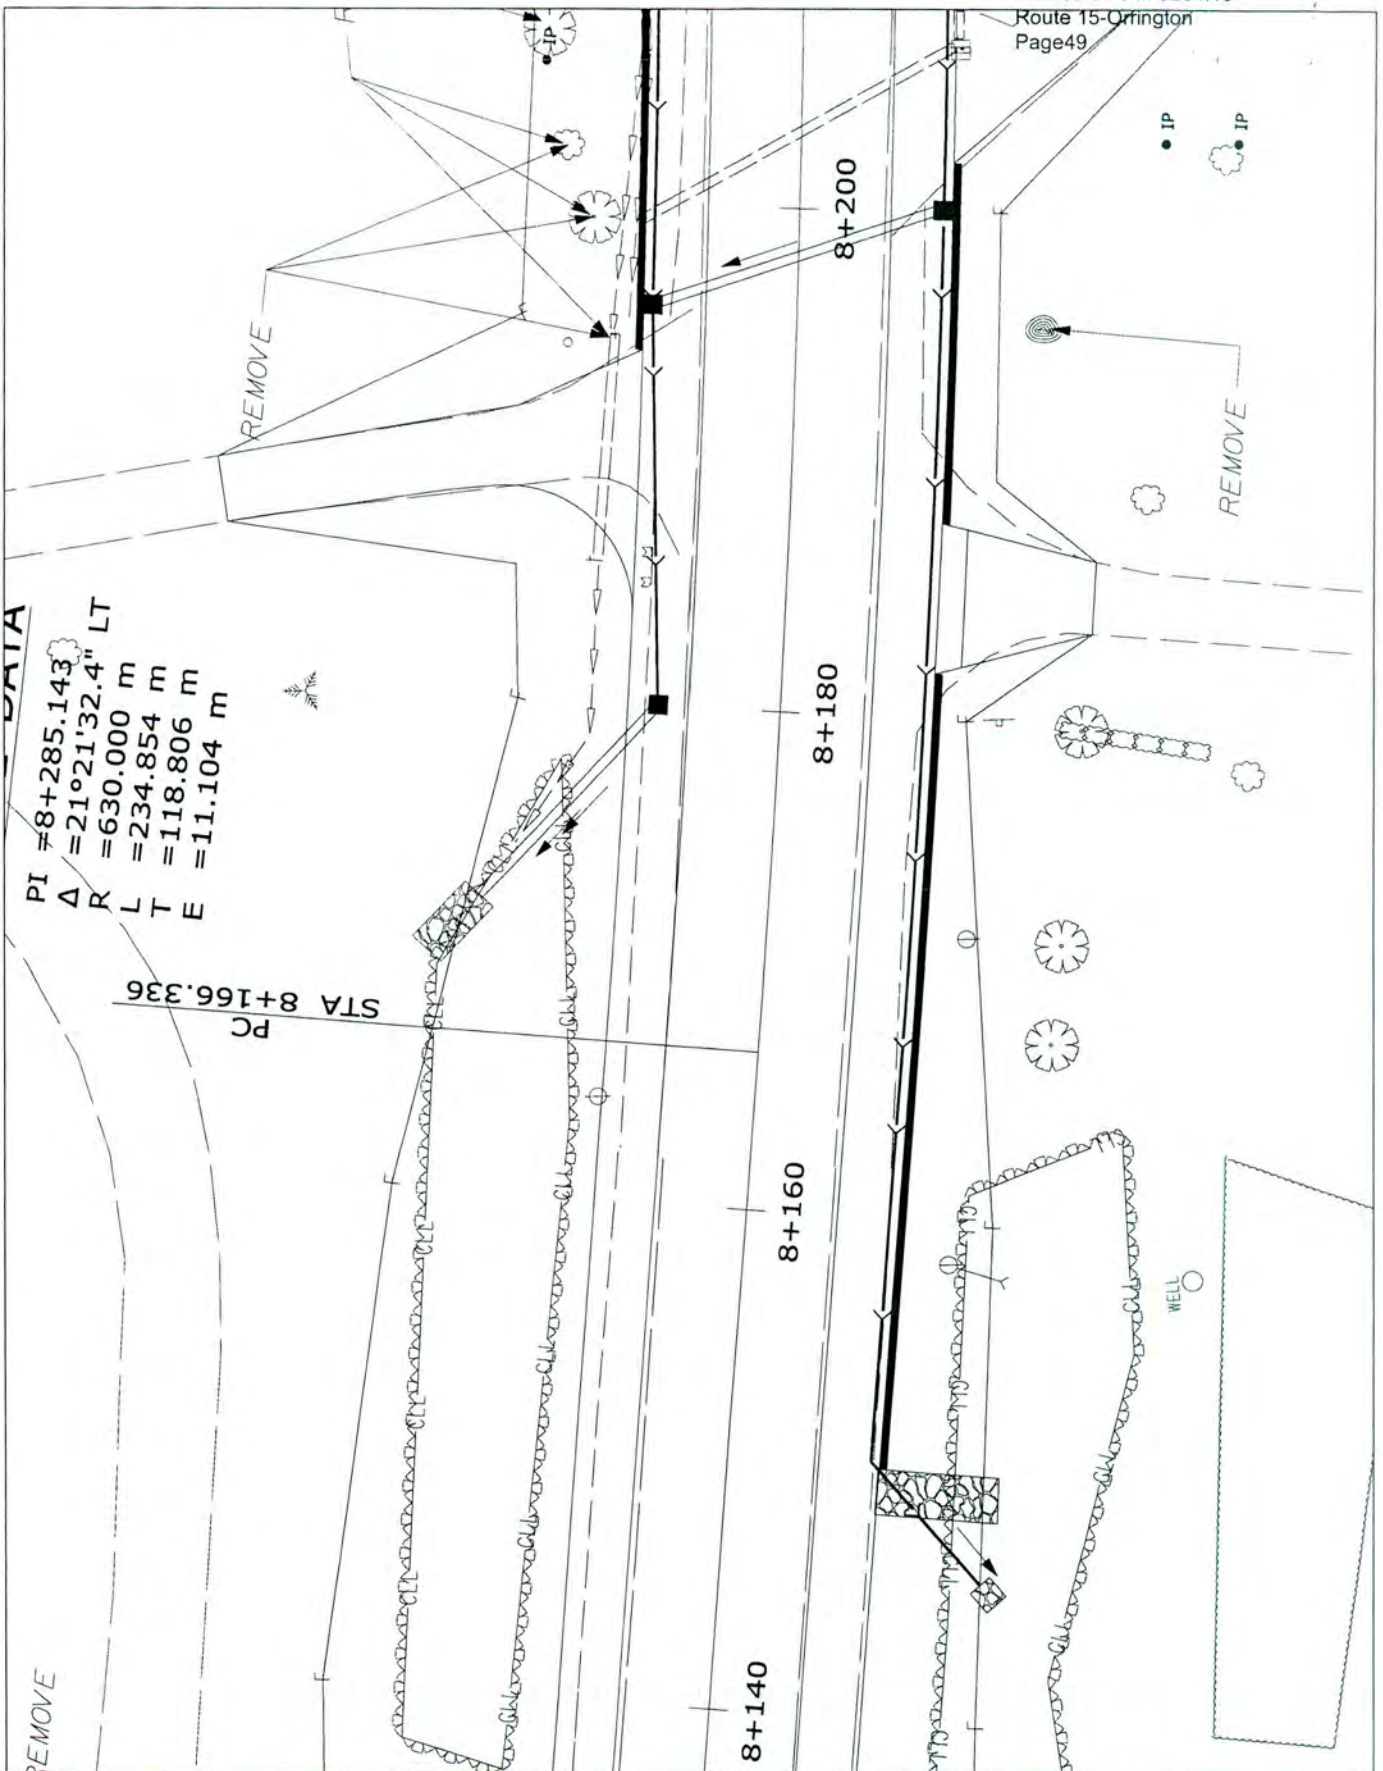 Route 15-Orrington
Page49
IP
IP
IP
8+200
REMOVE
REMOVE
DATA
PI =8+285.143
Δ =21°21'32.4" LT
R =630.000 m
L =234.854 m
T =118.806 m
E =11.104 m
8+180
PC
STA 8+166.336
8+160
WELL
8+140
REMOVE